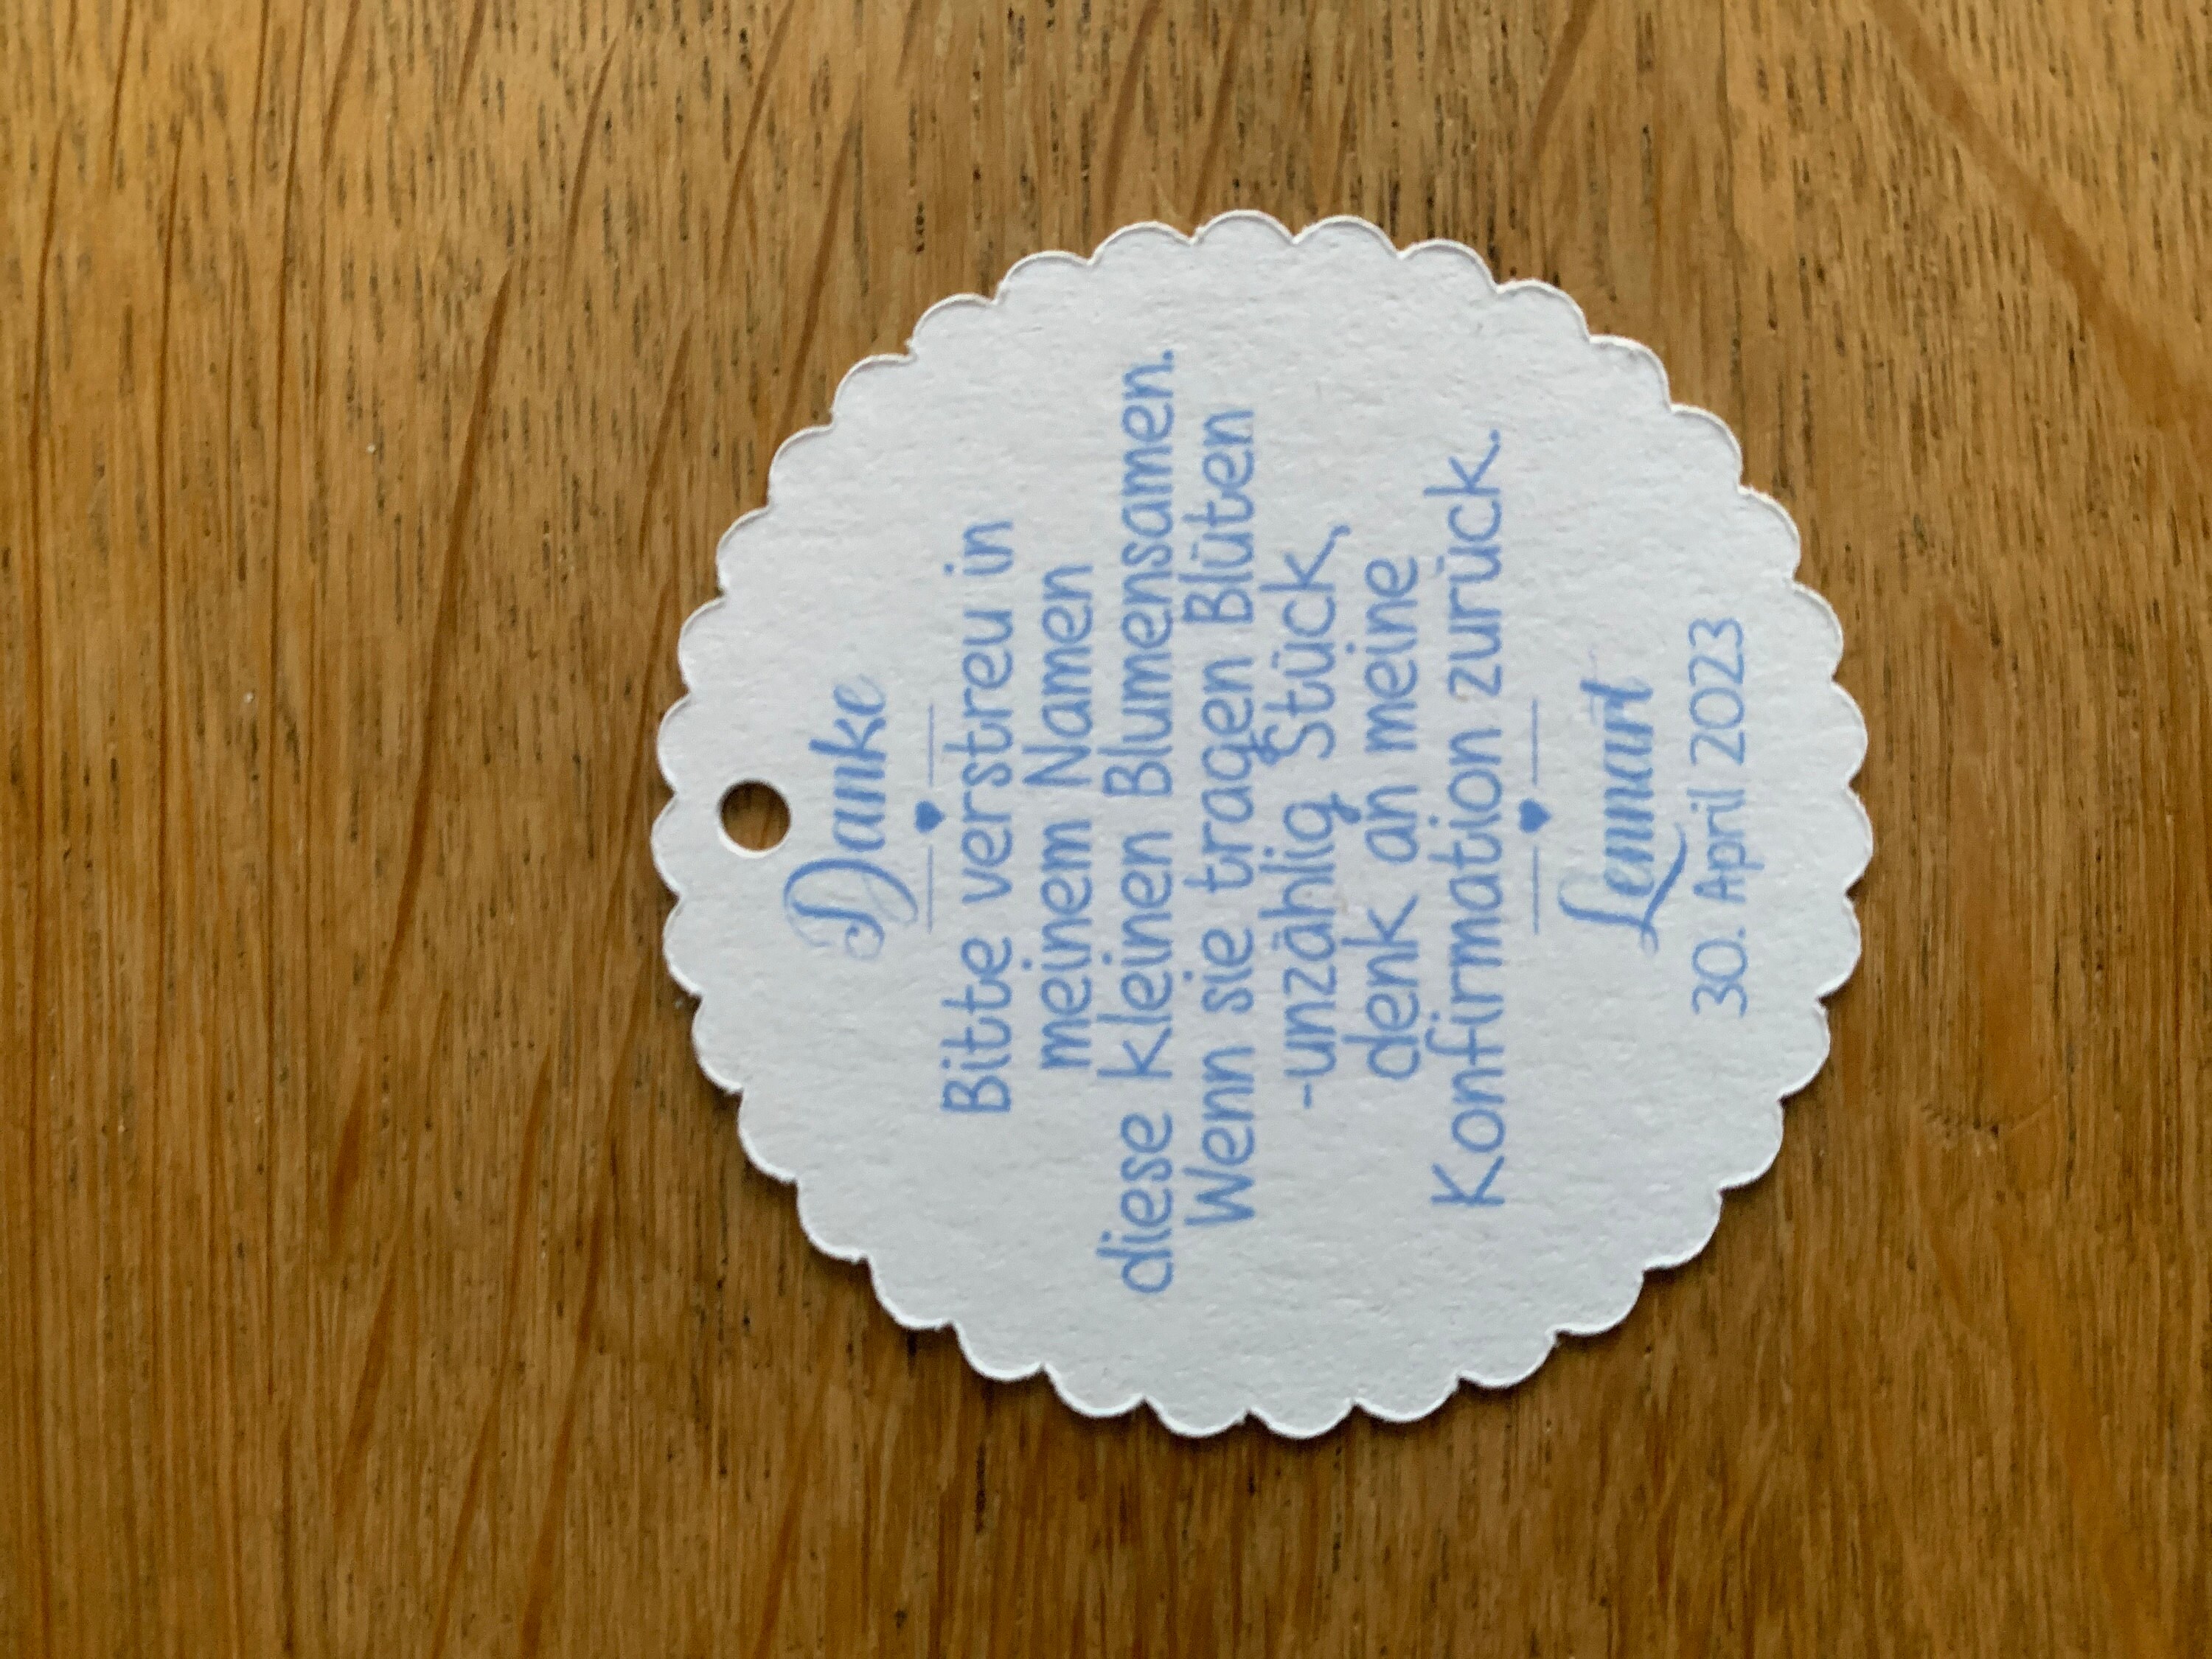 Danke
Bitte verstreu in
meinem Namen
diese kleinen Blumensamen.
Wenn sie tragen Blüten
-unzählig Stück,
denk an meine
Konfirmation zurück.
Lennart
30. April 2023